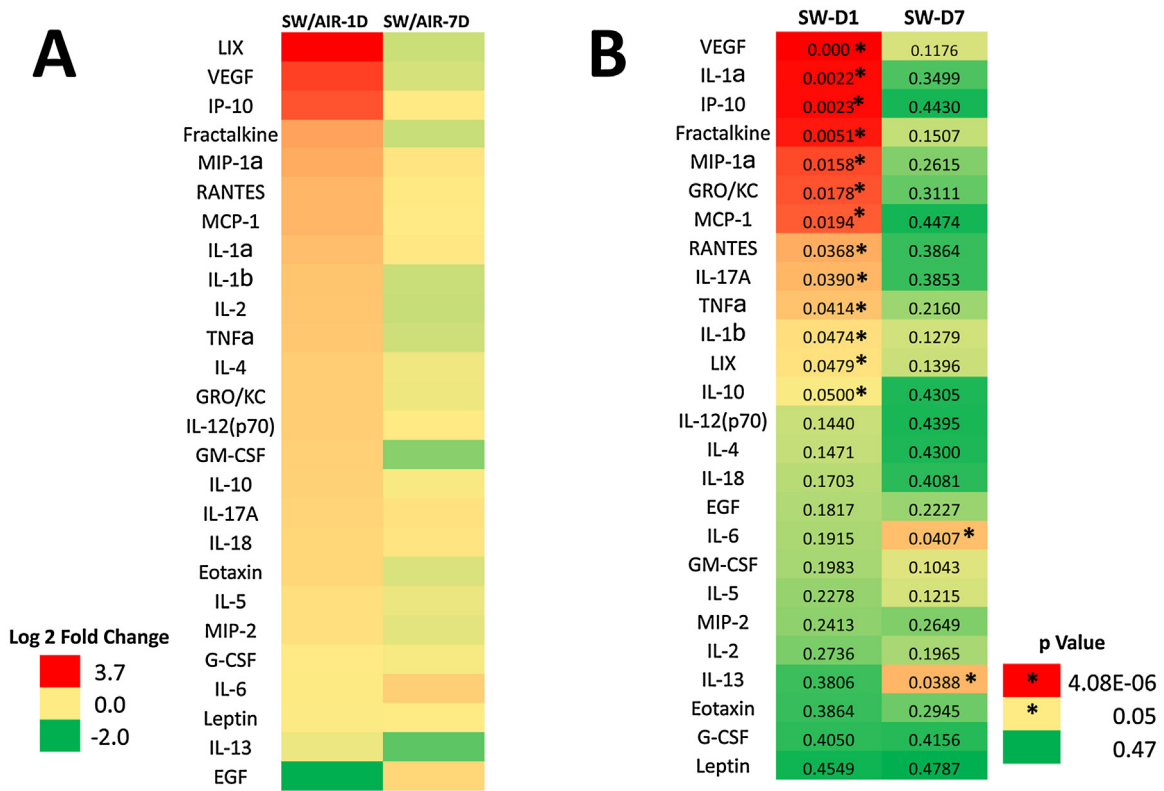 A
SW/AIR-1D SW/AIR-7D
LIX
VEGF
IP-10
Fractalkine
MIP-1a
RANTES
MCP-1
IL-1a
IL-1b
IL-2
TNFa
IL-4
GRO/KC
IL-12(p70)
GM-CSF
IL-10
IL-17A
IL-18
Eotaxin
IL-5
MIP-2
G-CSF
IL-6
Leptin
IL-13
EGF
Log 2 Fold Change
3.7
0.0
-2.0
B
SW-D1 SW-D7
VEGF 0.000 * 0.1176
IL-1a 0.0022* 0.3499
IP-10 0.0023* 0.4430
Fractalkine 0.0051* 0.1507
MIP-1a 0.0158* 0.2615
GRO/KC 0.0178* 0.3111
MCP-1 0.0194* 0.4474
RANTES 0.0368* 0.3864
IL-17A 0.0390* 0.3853
TNFa 0.0414* 0.2160
IL-1b 0.0474* 0.1279
LIX 0.0479* 0.1396
IL-10 0.0500* 0.4305
IL-12(p70) 0.1440 0.4395
IL-4 0.1471 0.4300
IL-18 0.1703 0.4081
EGF 0.1817 0.2227
IL-6 0.1915 0.0407 *
GM-CSF 0.1983 0.1043
IL-5 0.2278 0.1215
MIP-2 0.2413 0.2649
IL-2 0.2736 0.1965
IL-13 0.3806 0.0388 *
Eotaxin 0.3864 0.2945
G-CSF 0.4050 0.4156
Leptin 0.4549 0.4787
p Value
* 4.08E-06
* 0.05
0.47